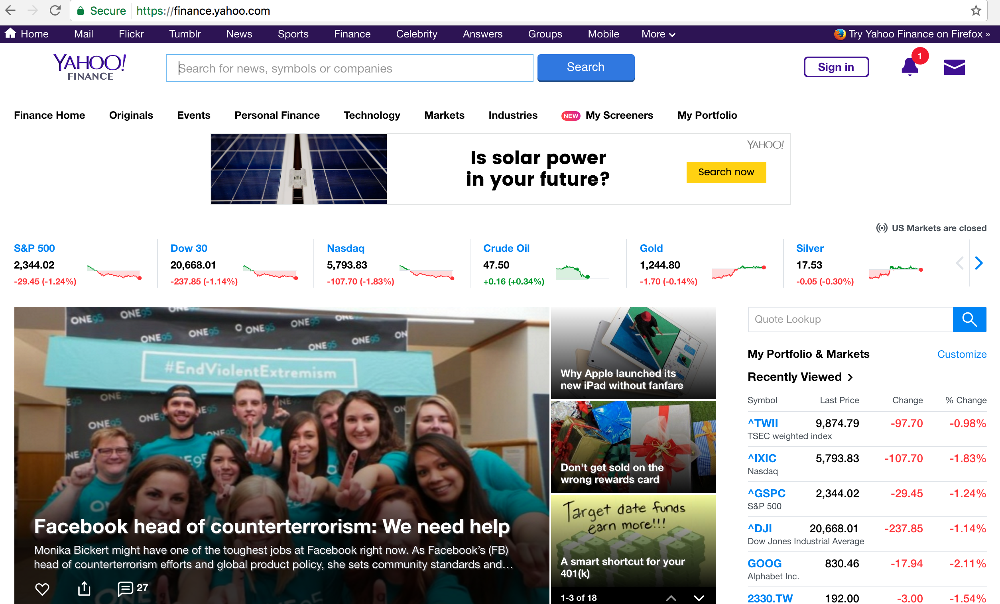 Secure https://finance.yahoo.com
Home Mail Flickr Tumblr News Sports Finance Celebrity Answers Groups Mobile More Try Yahoo Finance on Firefox »
YAHOO!
FINANCE
Search for news, symbols or companies
Search
Sign in
1
Finance Home Originals Events Personal Finance Technology Markets Industries NEW My Screeners My Portfolio
Is solar power
in your future?
YAHOO!
Search now
US Markets are closed
S&P 500
2,344.02
-29.45 (-1.24%)
Dow 30
20,668.01
-237.85 (-1.14%)
Nasdaq
5,793.83
-107.70 (-1.83%)
Crude Oil
47.50
+0.16 (+0.34%)
Gold
1,244.80
-1.70 (-0.14%)
Silver
17.53
-0.05 (-0.30%)
ONE95 ONE95 ONE95
ONE95 ONE95 ONE95 ONE95
ONE95 ONE95
#EndViolentExtremism
Facebook head of counterterrorism: We need help
Monika Bickert might have one of the toughest jobs at Facebook right now. As Facebook's (FB)
head of counterterrorism efforts and global product policy, she sets community standards and...
27
Why Apple launched its
new iPad without fanfare
Don't get sold on the
wrong rewards card
Target date funds
earn more!!!
A smart shortcut for your
401(k)
1-3 of 18
Quote Lookup
My Portfolio & Markets Customize
Recently Viewed
Symbol Last Price Change % Change
^TWII 9,874.79 -97.70 -0.98%
TSEC weighted index
^IXIC 5,793.83 -107.70 -1.83%
Nasdaq
^GSPC 2,344.02 -29.45 -1.24%
S&P 500
^DJI 20,668.01 -237.85 -1.14%
Dow Jones Industrial Average
GOOG 830.46 -17.94 -2.11%
Alphabet Inc.
2330.TW 192.00 -3.00 -1.54%